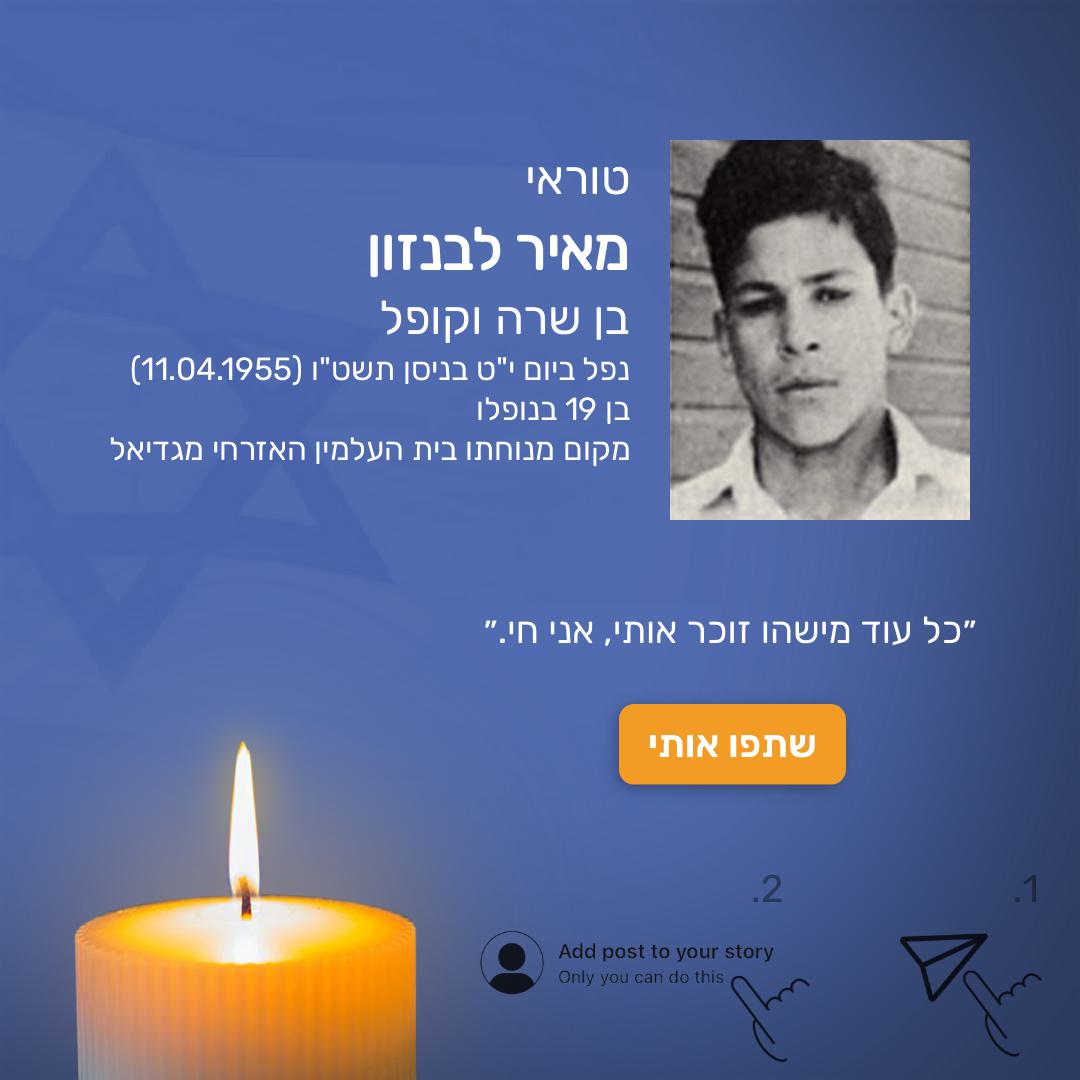 טוראי
מאיר לבנזון
בן שרה וקופל
נפל ביום י"ט בניסן תשט"ו (11.04.1955)
בן 19 בנופלו
מקום מנוחתו בית העלמין האזרחי מגדיאל
״כל עוד מישהו זוכר אותי, אני חי.״
שתפו אותי
1.
2.
Add post to your story
Only you can do this